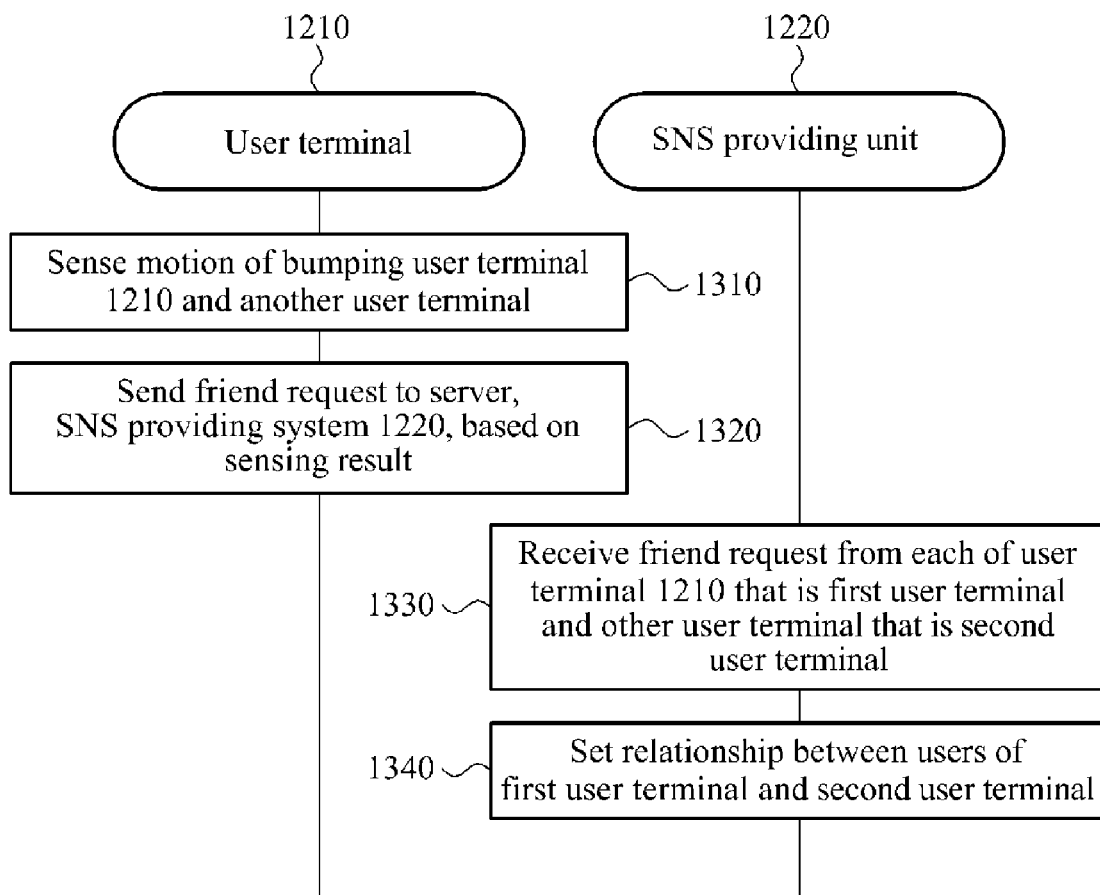 1210
1220
User terminal
SNS providing unit
Sense motion of bumping user terminal
1210 and another user terminal
1310
Send friend request to server,
SNS providing system 1220, based on
sensing result
1320
Receive friend request from each of user
terminal 1210 that is first user terminal
and other user terminal that is second
user terminal
1330
Set relationship between users of
first user terminal and second user terminal
1340